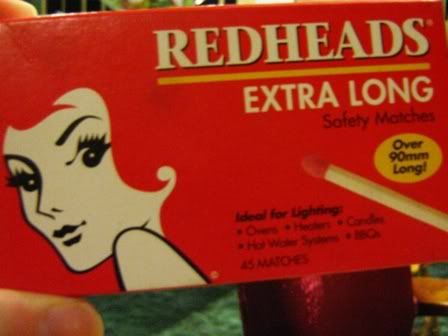 REDHEADS®
EXTRA LONG
Safety Matches
Over
90mm
Long!
Ideal for Lighting:
• Ovens • Heaters • Candles
• Hot Water Systems • BBQs
45 MATCHES